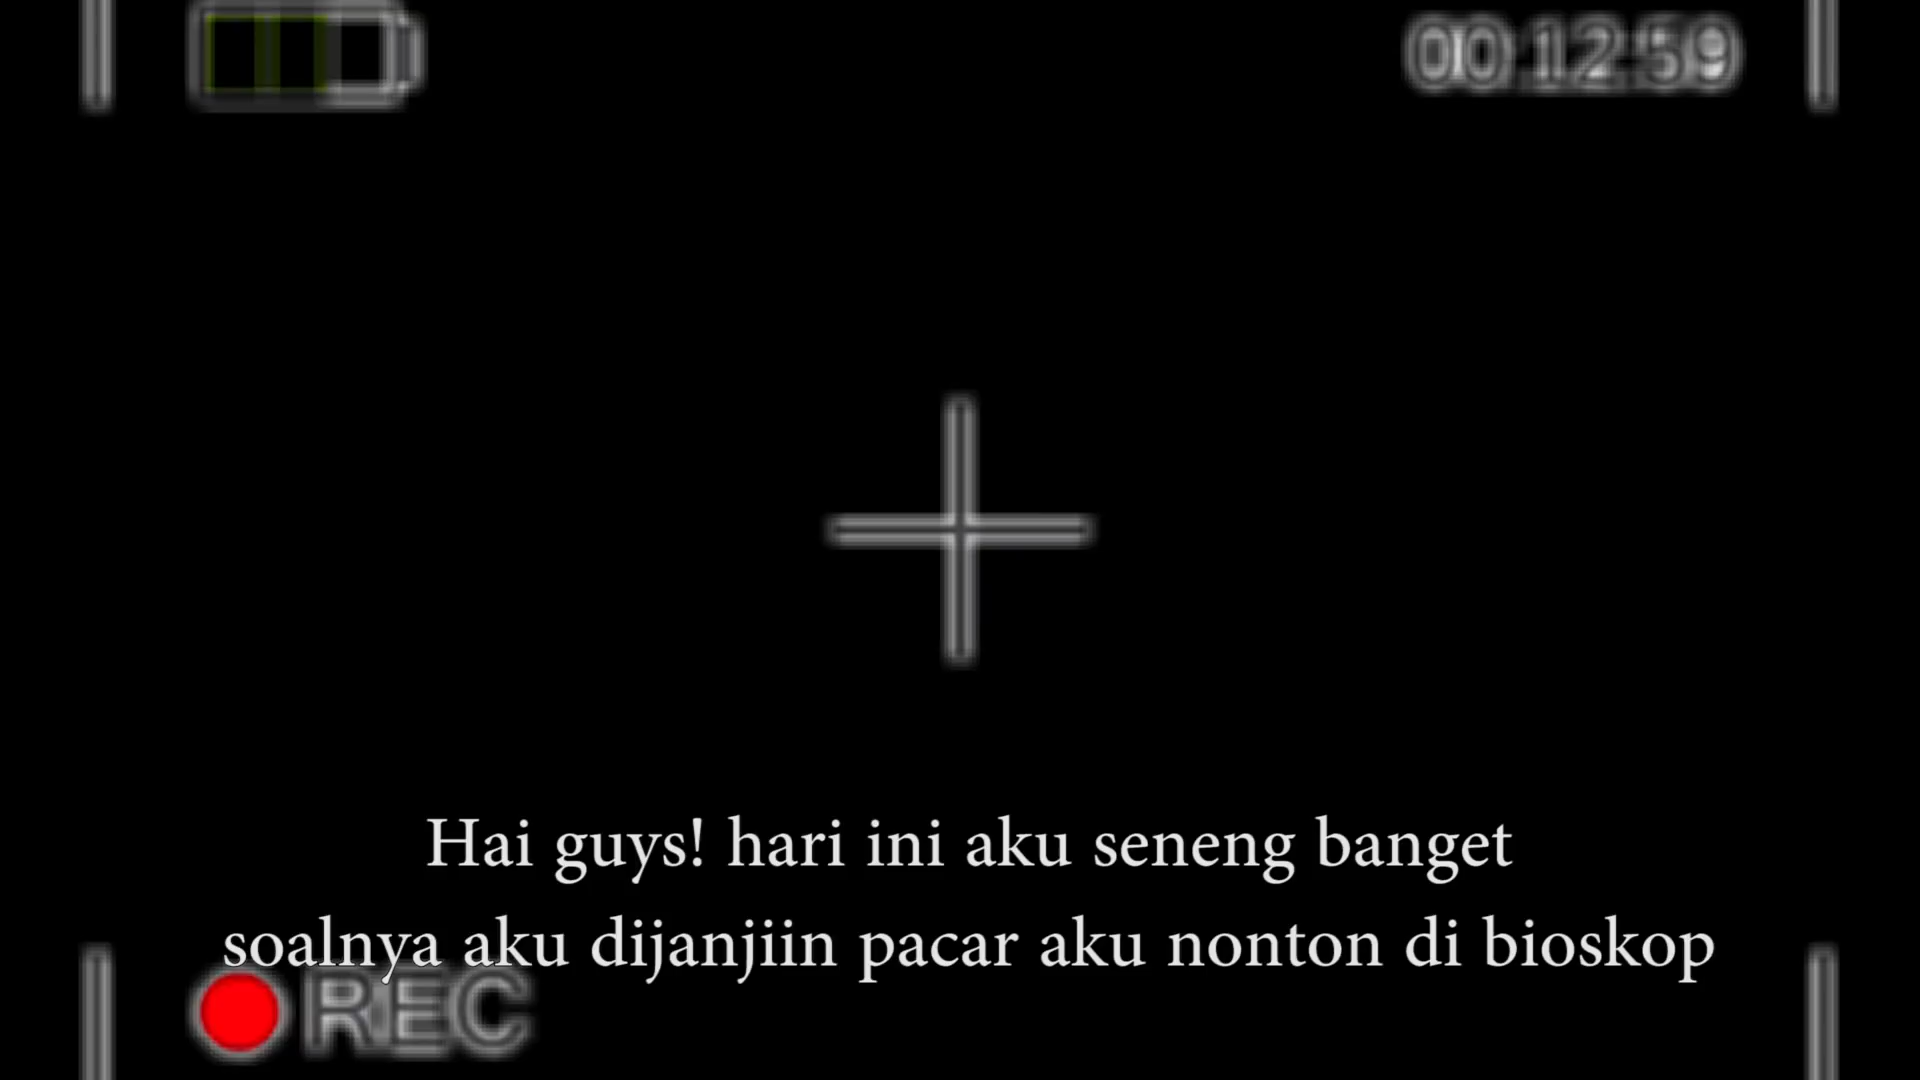 00:12:59
Hai guys! hari ini aku seneng banget
soalnya aku dijanjiin pacar aku nonton di bioskop
REC